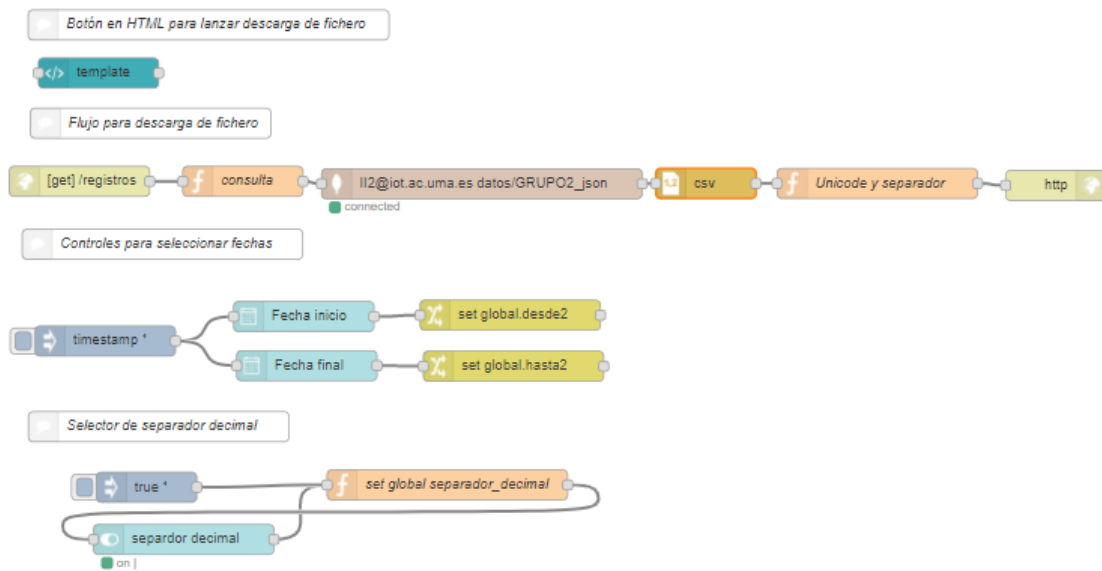 Botón en HTML para lanzar descarga de fichero
</> template
Flujo para descarga de fichero
[get] /registros
consulta
II2@iot.ac.uma.es datos/GRUPO2_json
1,2 csv
Unicode y separador
http
connected
Controles para seleccionar fechas
Fecha inicio
set global.desde2
timestamp *
Fecha final
set global.hasta2
Selector de separador decimal
true *
set global separador_decimal
separdor decimal
on |